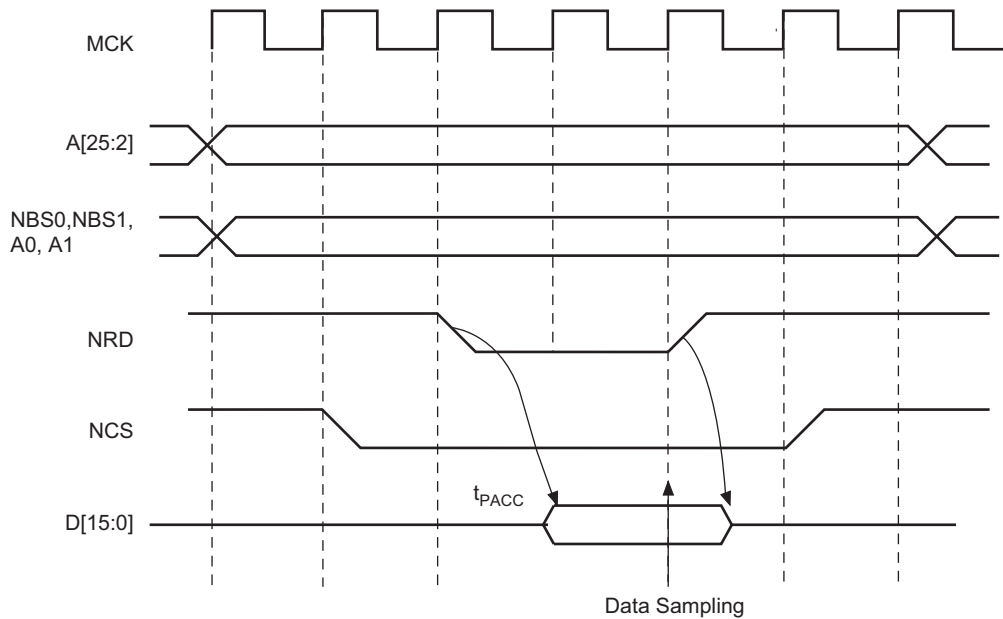 MCK
A[25:2]
NBS0,NBS1,
A0, A1
NRD
NCS
tPACC
D[15:0]
Data Sampling